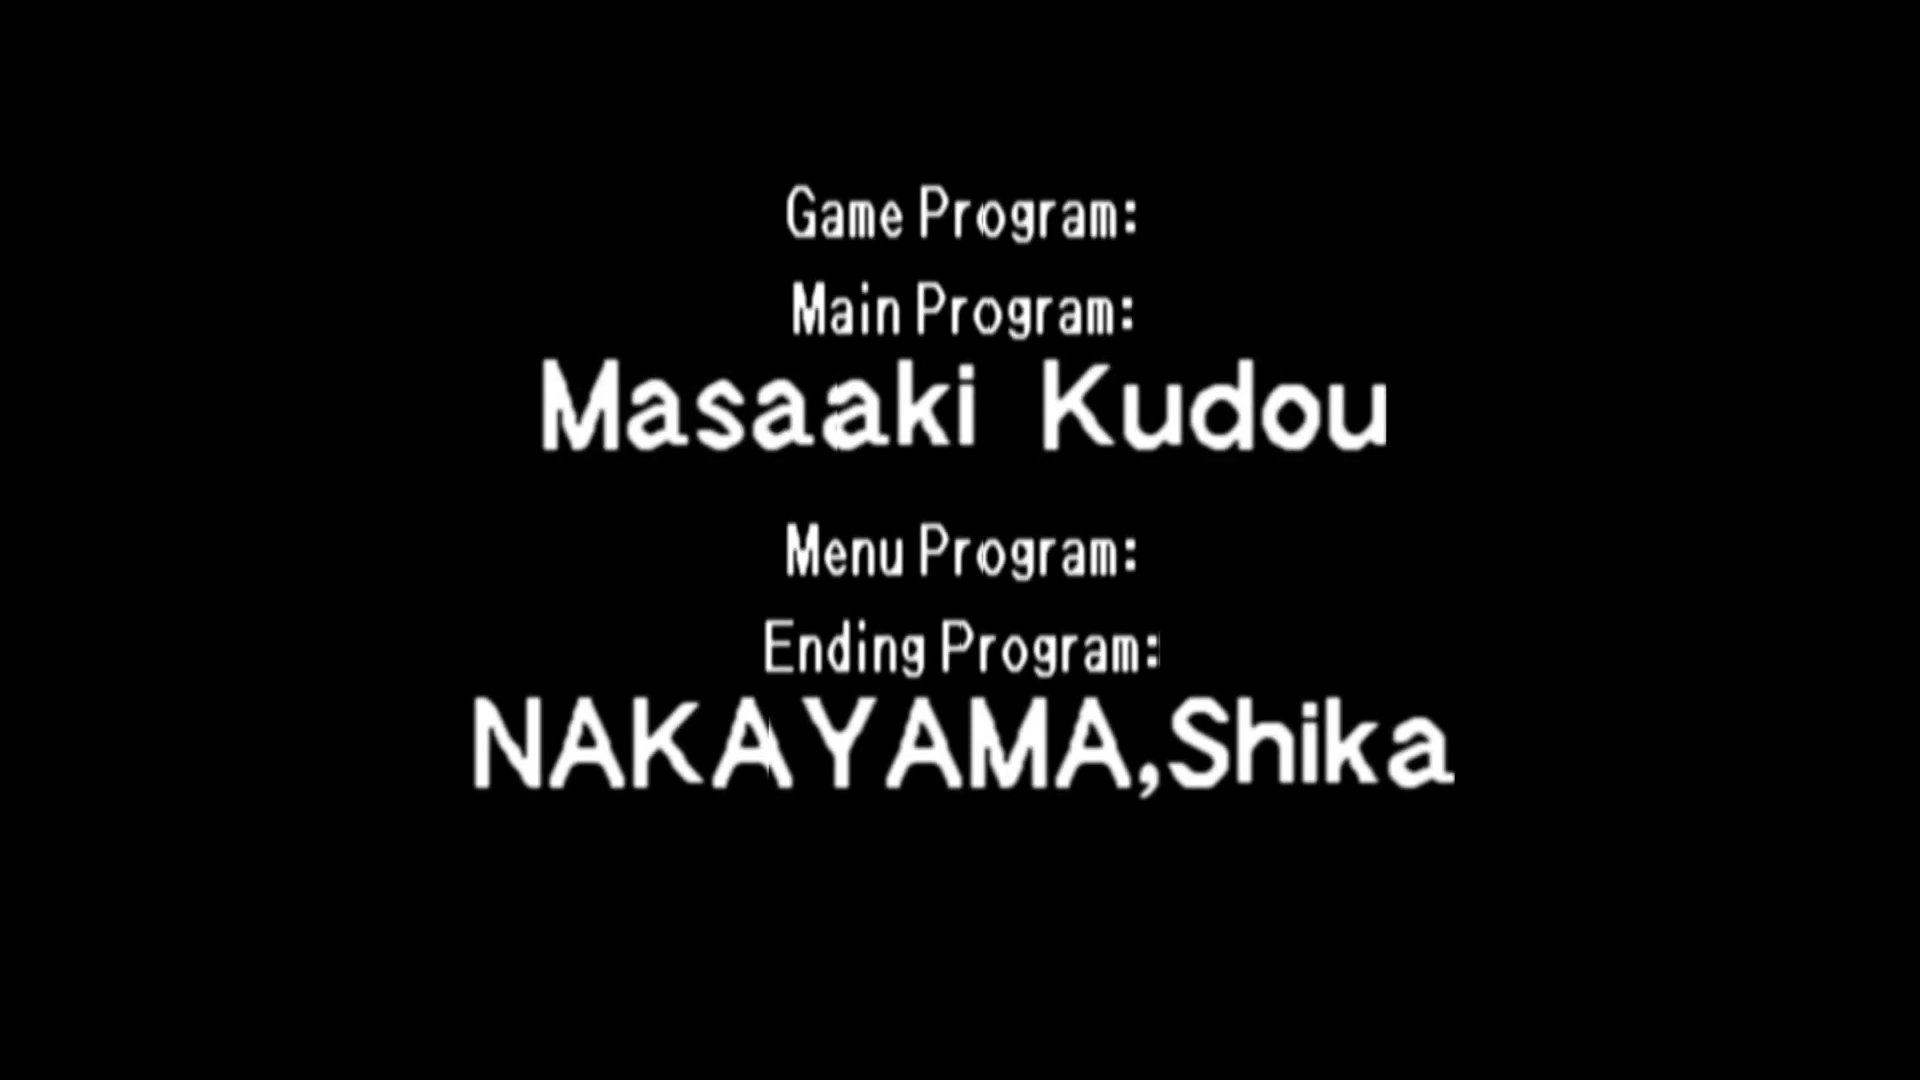 Game Program:
Main Program:
Masaaki Kudou
Menu Program:
Ending Program:
NAKAYAMA,Shika